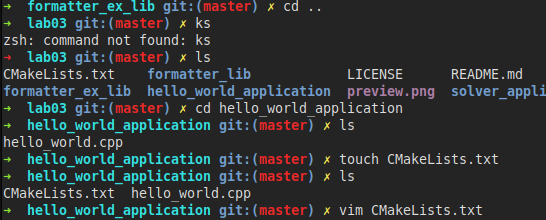 ➜  formatter_ex_lib git:(master) ✗ cd ..
➜  lab03 git:(master) ✗ ks
zsh: command not found: ks
➜  lab03 git:(master) ✗ ls
CMakeLists.txt    formatter_lib            LICENSE      README.md
formatter_ex_lib  hello_world_application  preview.png  solver_appli
➜  lab03 git:(master) ✗ cd hello_world_application
➜  hello_world_application git:(master) ✗ ls
hello_world.cpp
➜  hello_world_application git:(master) ✗ touch CMakeLists.txt
➜  hello_world_application git:(master) ✗ ls
CMakeLists.txt  hello_world.cpp
➜  hello_world_application git:(master) ✗ vim CMakeLists.txt